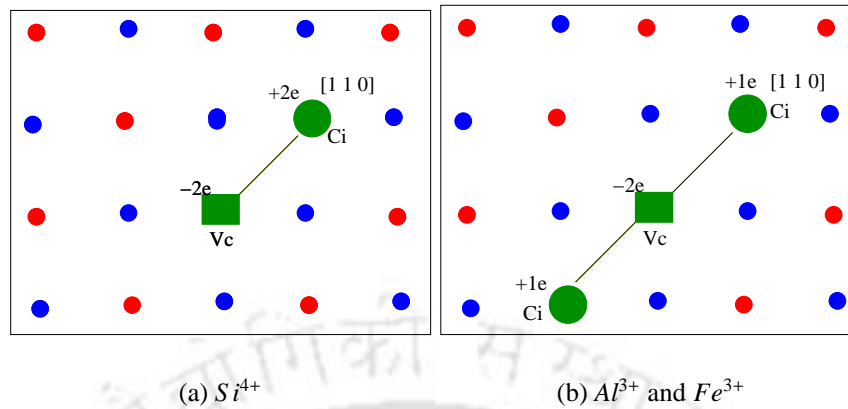 +2e [1 1 0]
Ci
−2e
Vc
+1e [1 1 0]
Ci
−2e
Vc
+1e
Ci
(a) Si⁴⁺
(b) Al³⁺ and Fe³⁺